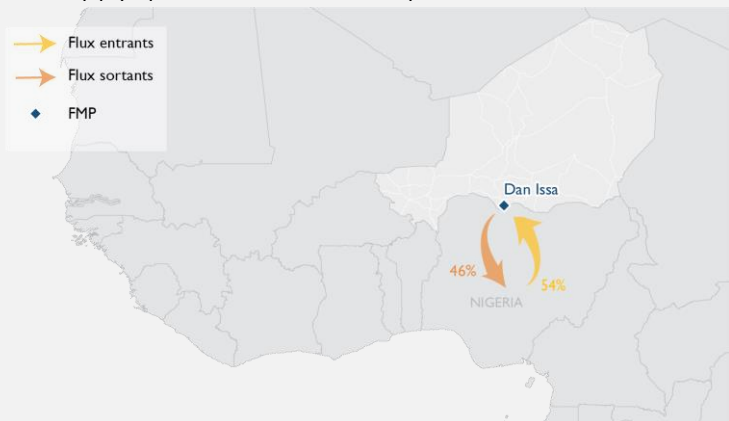 Flux entrants
Flux sortants
FMP
Dan Issa
46%
54%
NIGERIA